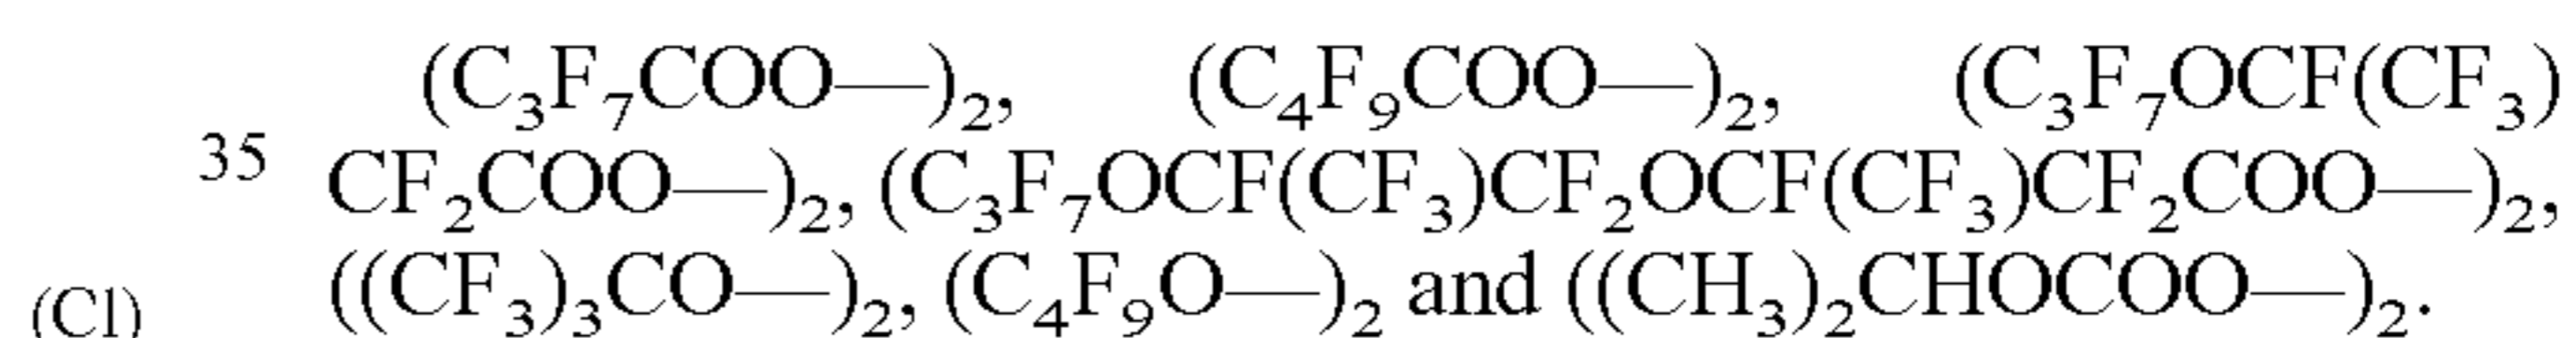 (C₃F₇COO—)₂, (C₄F₉COO—)₂, (C₃F₇OCF(CF₃)
35 CF₂COO—)₂, (C₃F₇OCF(CF₃)CF₂OCF(CF₃)CF₂COO—)₂,
(Cl) ((CF₃)₃CO—)₂, (C₄F₉O—)₂ and ((CH₃)₂CHOCOO—)₂.